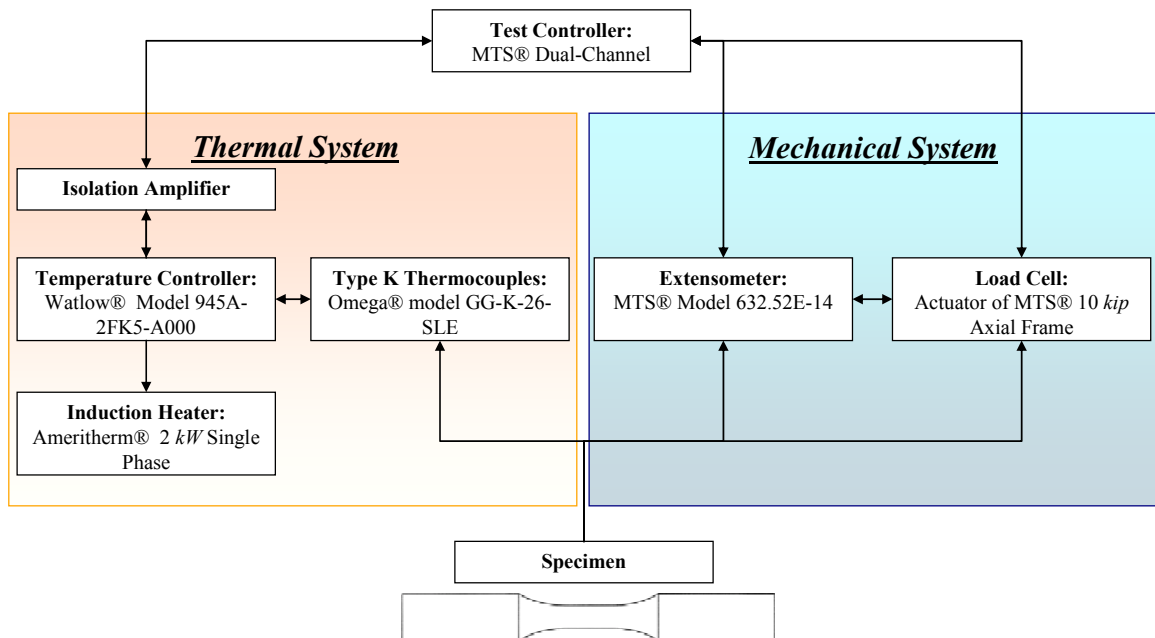 Test Controller:
MTS® Dual-Channel
Thermal System
Mechanical System
Isolation Amplifier
Temperature Controller:
Watlow® Model 945A-
2FK5-A000
Type K Thermocouples:
Omega® model GG-K-26-
SLE
Extensometer:
MTS® Model 632.52E-14
Load Cell:
Actuator of MTS® 10 kip
Axial Frame
Induction Heater:
Ameritherm® 2 kW Single
Phase
Specimen